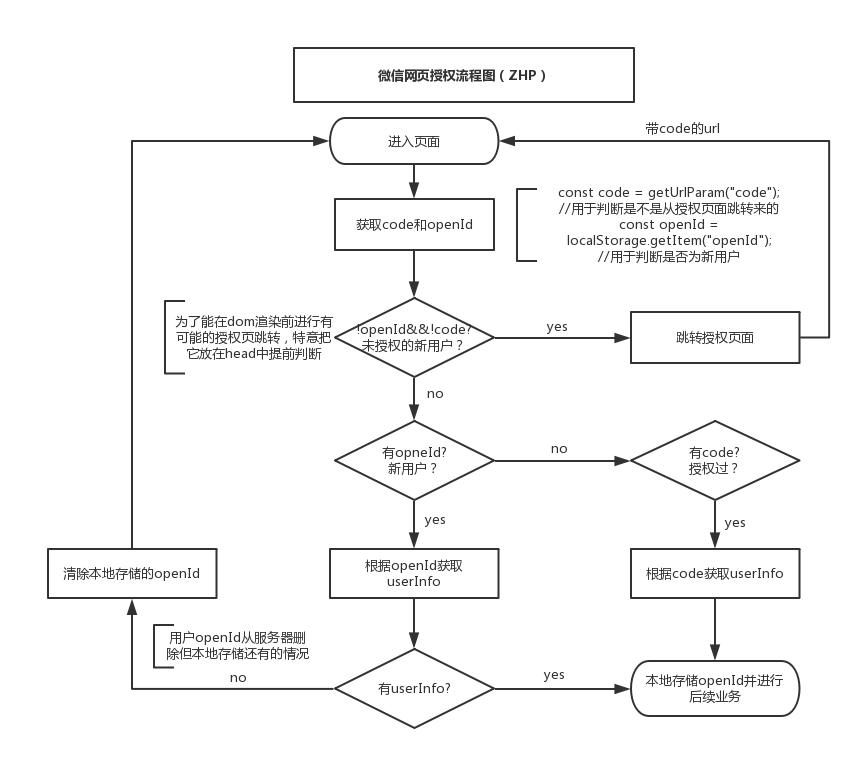 微信网页授权流程图（ZHP）
带code的url
进入页面
const code = getUrlParam("code");
//用于判断是不是从授权页面跳转来的
const openId =
localStorage.getItem("openId");
//用于判断是否为新用户
获取code和openId
为了能在dom渲染前进行有
可能的授权页跳转，特意把
它放在head中提前判断
!openId&&!code?
未授权的新用户？
yes
跳转授权页面
no
有opneId?
新用户？
no
有code?
授权过？
yes
yes
清除本地存储的openId
根据openId获取
userInfo
根据code获取userInfo
用户openId从服务器删
除但本地存储还有的情况
no
有userInfo?
yes
本地存储openId并进行
后续业务